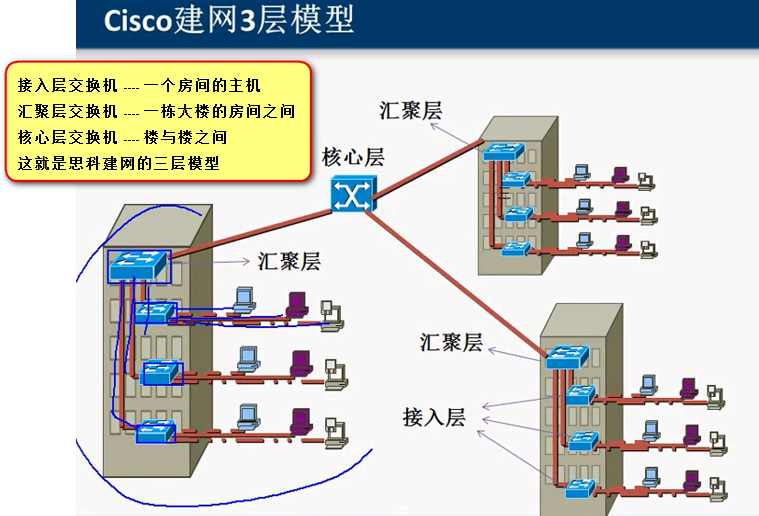 Cisco建网3层模型
接入层交换机 ---- 一个房间的主机
汇聚层交换机 ---- 一栋大楼的房间之间
核心层交换机 ---- 楼与楼之间
这就是思科建网的三层模型
汇聚层
核心层
汇聚层
汇聚层
接入层